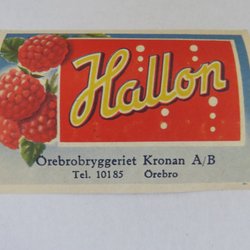 Hallon
Örebrobryggeriet Kronan A/B
Tel. 10185 Örebro